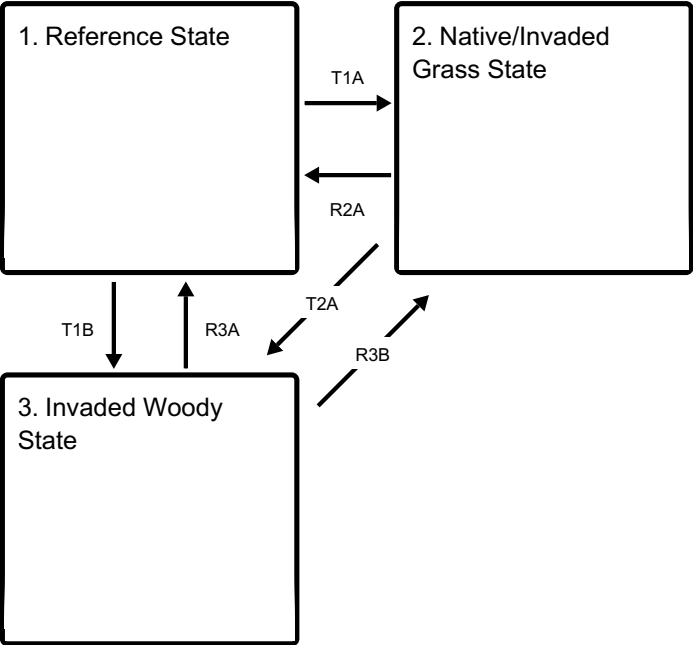 1. Reference State
2. Native/Invaded
Grass State
T1A
R2A
T2A
T1B
R3A
R3B
3. Invaded Woody
State